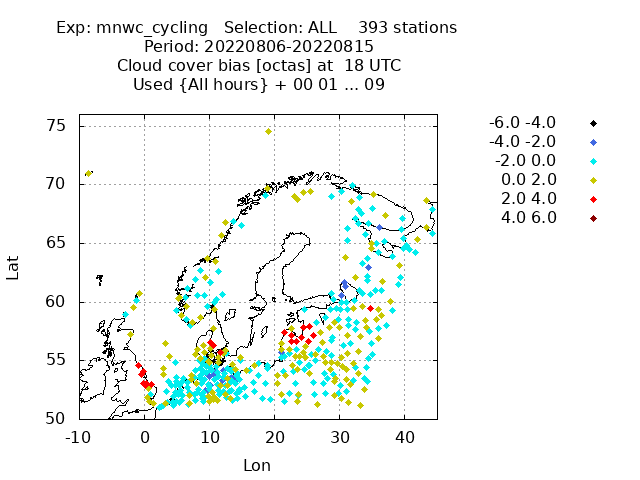 Exp: mnwc_cycling   Selection: ALL    393 stations
Period: 20220806-20220815
Cloud cover bias [octas] at  18 UTC
Used {All hours} + 00 01 ... 09
-6.0 -4.0
-4.0 -2.0
-2.0 0.0
0.0 2.0
2.0 4.0
4.0 6.0
75
70
65
60
55
50
Lat
-10 0 10 20 30 40
Lon